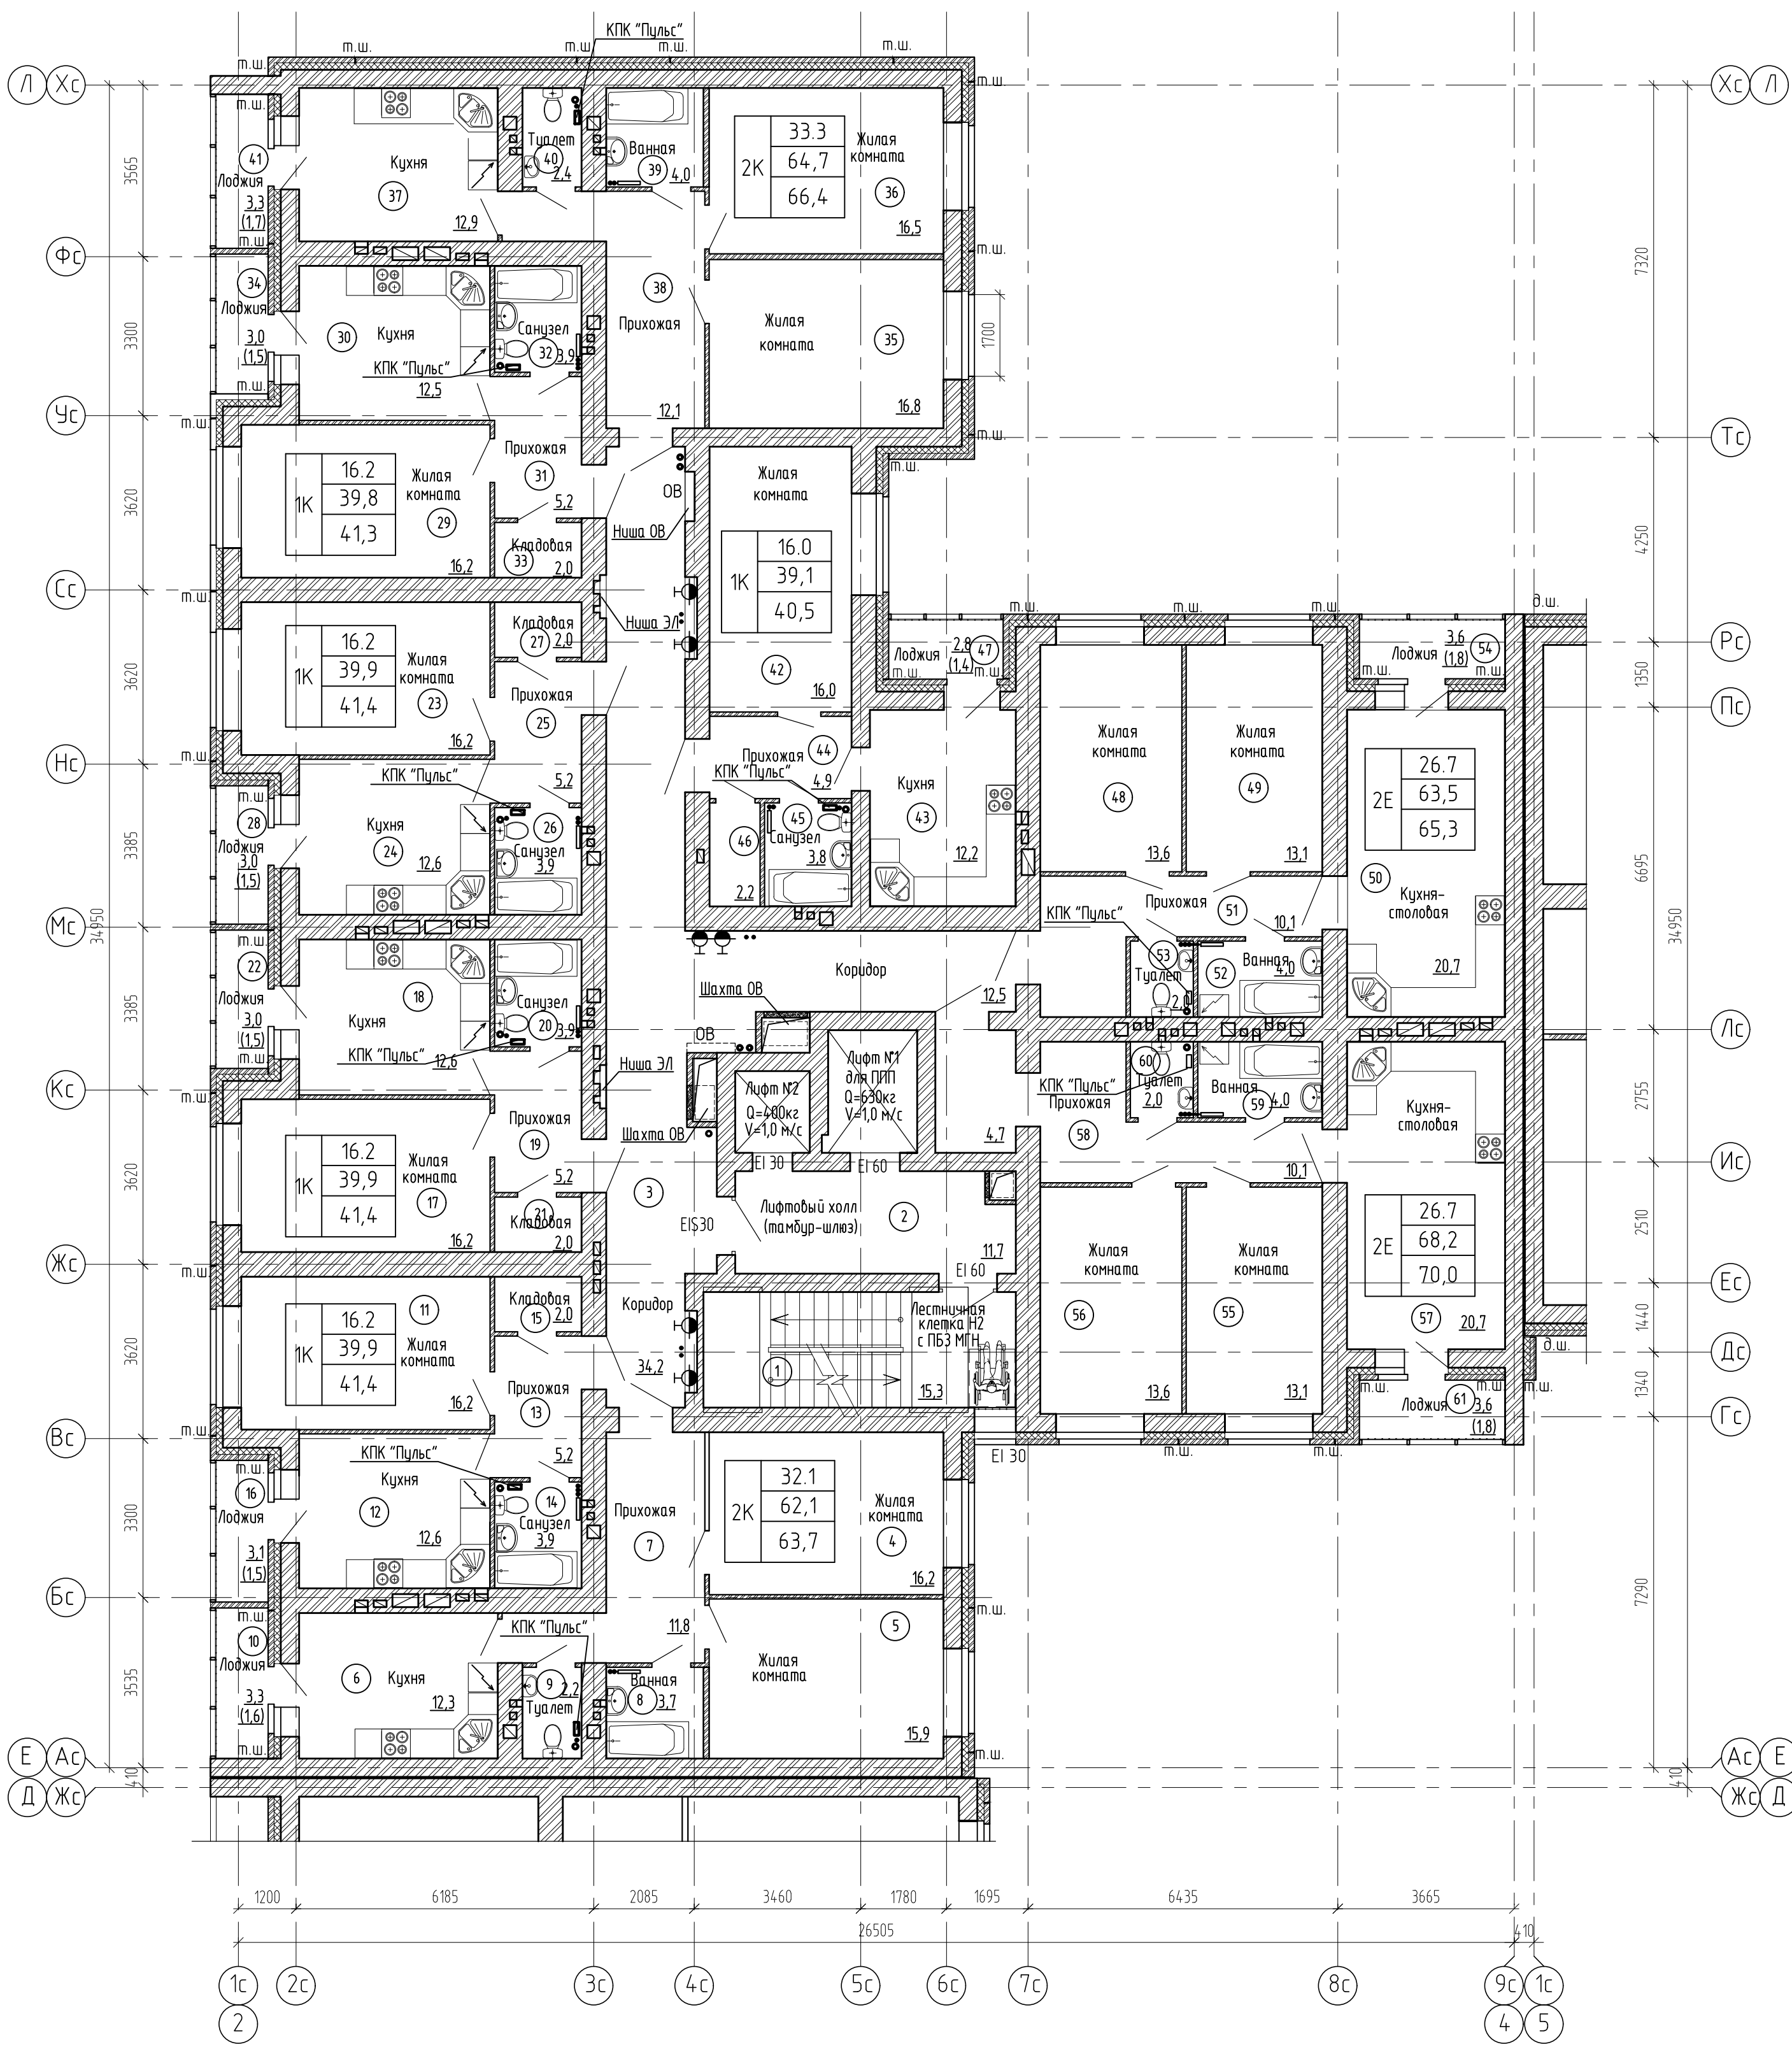 КПК "Пульс"
т.ш.
т.ш.
т.ш.
т.ш.
т.ш.
т.ш.
Л
Хс
Хс
Л
т.ш.
41
Лоджия
3,3
(1,7)
т.ш.
Кухня
37
12,9
Туалет
40
2,4
Ванная
39
4,0
2К
33.3
64,7
66,4
Жилая
комната
36
16,5
3565
7320
Фс
т.ш.
34
Лоджия
3,0
(1,5)
т.ш.
30
Кухня
КПК "Пульс"
12,5
Санузел
32
3,9
38
Прихожая
12,1
Жилая
комната
35
16,8
1700
3300
Ус
т.ш.
т.ш.
Тс
т.ш.
1К
16.2
39,8
41,3
Жилая
комната
29
16,2
Прихожая
31
5,2
Кладовая
33
2,0
ОВ
Ниша ОВ
Жилая
комната
1К
16.0
39,1
40,5
42
16,0
3620
4250
Сс
т.ш.
Ниша ЭЛ
1К
16.2
39,9
41,4
Жилая
комната
23
16,2
Кладовая
27
2,0
Прихожая
25
5,2
3620
т.ш.
т.ш.
т.ш.
д.ш.
Лоджия
2,8
(1,4)
47
т.ш.
т.ш.
Лоджия
3,6
(1,8)
54
т.ш.
т.ш.
Рс
1350
Пс
Нс
т.ш.
т.ш.
28
Лоджия
3,0
(1,5)
КПК "Пульс"
Кухня
24
12,6
26
Санузел
3,9
44
Прихожая
КПК "Пульс"
4,9
45
Санузел
3,8
46
2,2
Кухня
43
12,2
Жилая
комната
48
13,6
Жилая
комната
49
13,1
2Е
26.7
63,5
65,3
50
Кухня-
столовая
20,7
3385
6695
34950
34950
Мс
т.ш.
22
Лоджия
3,0
(1,5)
т.ш.
18
Кухня
КПК "Пульс"
12,6
Санузел
20
3,9
Коридор
12,5
Шахта ОВ
ОВ
КПК "Пульс"
Прихожая
51
10,1
53
Туалет
2,0
52
Ванная
4,0
3385
Лс
Кс
т.ш.
Ниша ЭЛ
Шахта ОВ
Лифт №2
Q=400кг
V=1,0 м/с
EI 30
Лифт №1
для ППП
Q=630кг
V=1,0 м/с
EI 60
4,7
КПК "Пульс"
Прихожая
58
10,1
60
Туалет
2,0
Ванная
59
4,0
Кухня-
столовая
2755
Ис
1К
16.2
39,9
41,4
Жилая
комната
17
16,2
Прихожая
19
5,2
21
Кладовая
2,0
3
EIS30
Лифтовый холл
(тамбур-шлюз)
2
11,7
EI 60
Жилая
комната
56
13,6
Жилая
комната
55
13,1
2Е
26.7
68,2
70,0
57
20,7
3620
2510
Жс
Ес
т.ш.
1К
16.2
39,9
41,4
11
Жилая
комната
16,2
Кладовая
15
2,0
Прихожая
13
5,2
Коридор
34,2
1
Лестничная
клетка Н2
с ПБЗ МГН
15,3
3620
1440
д.ш.
Дс
1340
т.ш.
т.ш.
т.ш.
Лоджия
61
3,6
(1,8)
Гс
т.ш.
т.ш.
EI 30
Вс
т.ш.
т.ш.
16
Лоджия
3,1
(1,5)
КПК "Пульс"
Кухня
12
12,6
14
Санузел
3,9
Прихожая
7
11,8
2К
32.1
62,1
63,7
Жилая
комната
4
16,2
3300
7290
Бс
т.ш.
10
Лоджия
3,3
(1,6)
т.ш.
6
Кухня
12,3
КПК "Пульс"
9
2,2
Туалет
Ванная
8
3,7
5
Жилая
комната
15,9
т.ш.
т.ш.
3535
Е
Ас
Ас
Е
410
410
Д
Жс
Жс
Д
1200
6185
2085
3460
1780
1695
6435
3665
26505
410
1с
2с
3с
4с
5с
6с
7с
8с
9с
1с
2
4
5